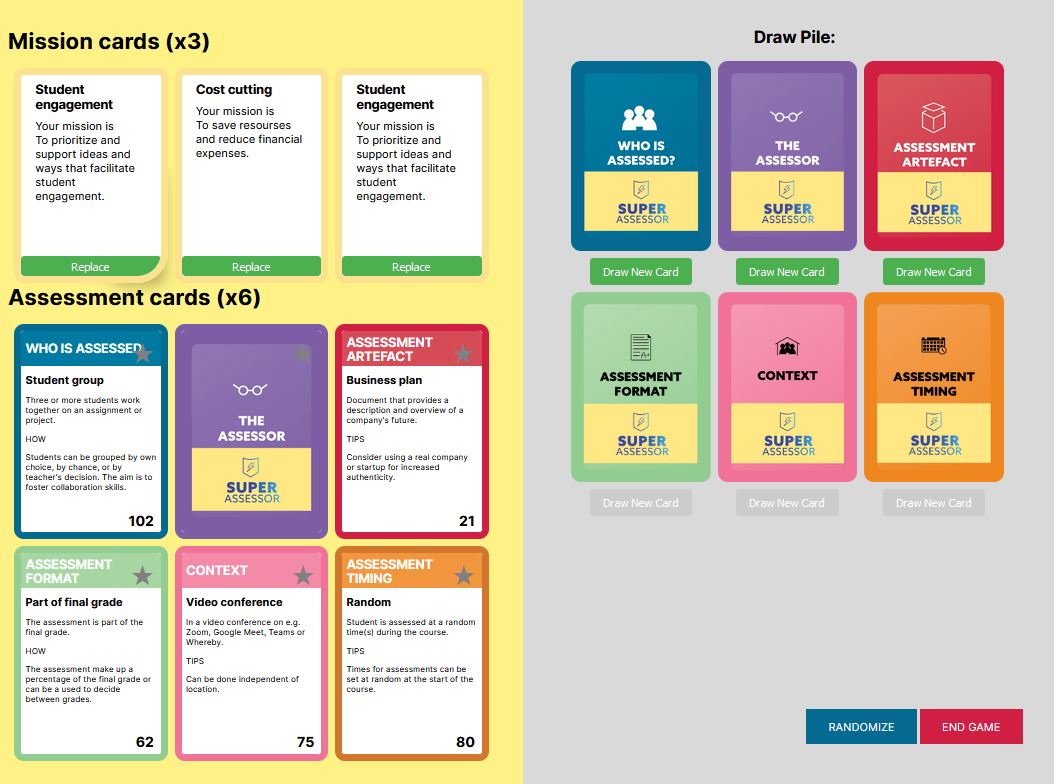 Mission cards (x3)
Student
engagement
Your mission is
To prioritize and
support ideas and
ways that facilitate
student
engagement.
Replace
Cost cutting
Your mission is
To save resourses
and reduce financial
expenses.
Replace
Student
engagement
Your mission is
To prioritize and
support ideas and
ways that facilitate
student
engagement.
Replace
Assessment cards (x6)
WHO IS ASSESSED
Student group
Three or more students work
together on an assignment or
project.
HOW
Students can be grouped by own
choice, by chance, or by
teacher's decision. The aim is to
foster collaboration skills.
102
THE
ASSESSOR
SUPER
ASSESSOR
ASSESSMENT
ARTEFACT
Business plan
Document that provides a
description and overview of a
company's future.
TIPS
Consider using a real company
or startup for increased
authenticity.
21
ASSESSMENT
FORMAT
Part of final grade
The assessment is part of the
final grade.
HOW
The assessment make up a
percentage of the final grade or
can be a used to decide
between grades.
62
CONTEXT
Video conference
In a video conference on e.g.
Zoom, Google Meet, Teams or
Whereby.
TIPS
Can be done independent of
location.
75
ASSESSMENT
TIMING
Random
Student is assessed at a random
time(s) during the course.
TIPS
Times for assessments can be
set at random at the start of the
course.
80
Draw Pile:
WHO IS
ASSESSED?
SUPER
ASSESSOR
Draw New Card
THE
ASSESSOR
SUPER
ASSESSOR
Draw New Card
ASSESSMENT
ARTEFACT
SUPER
ASSESSOR
Draw New Card
A+
ASSESSMENT
FORMAT
SUPER
ASSESSOR
Draw New Card
CONTEXT
SUPER
ASSESSOR
Draw New Card
ASSESSMENT
TIMING
SUPER
ASSESSOR
Draw New Card
RANDOMIZE
END GAME